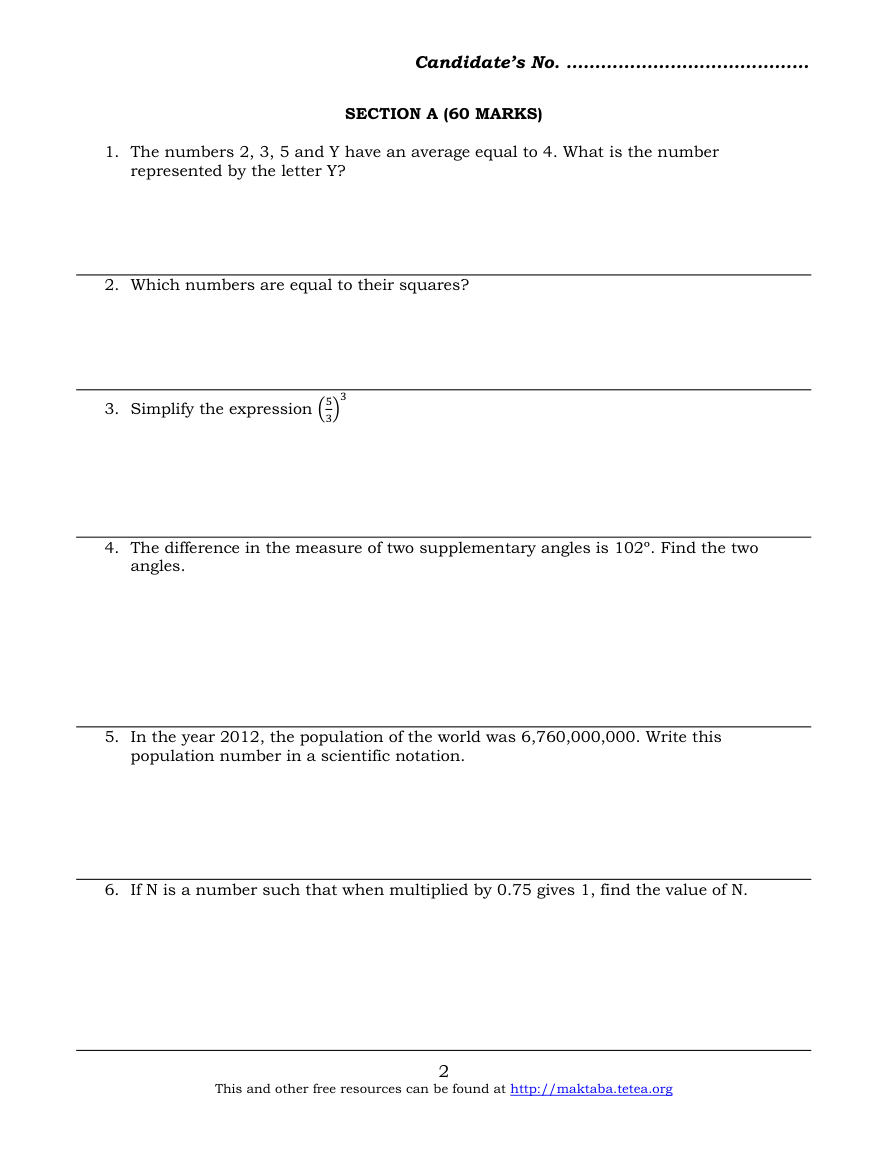 Candidate’s No. ..........................................
SECTION A (60 MARKS)
1. The numbers 2, 3, 5 and Y have an average equal to 4. What is the number
represented by the letter Y?
2. Which numbers are equal to their squares?
3. Simplify the expression (5/3)³
4. The difference in the measure of two supplementary angles is 102º. Find the two
angles.
5. In the year 2012, the population of the world was 6,760,000,000. Write this
population number in a scientific notation.
6. If N is a number such that when multiplied by 0.75 gives 1, find the value of N.
2
This and other free resources can be found at http://maktaba.tetea.org